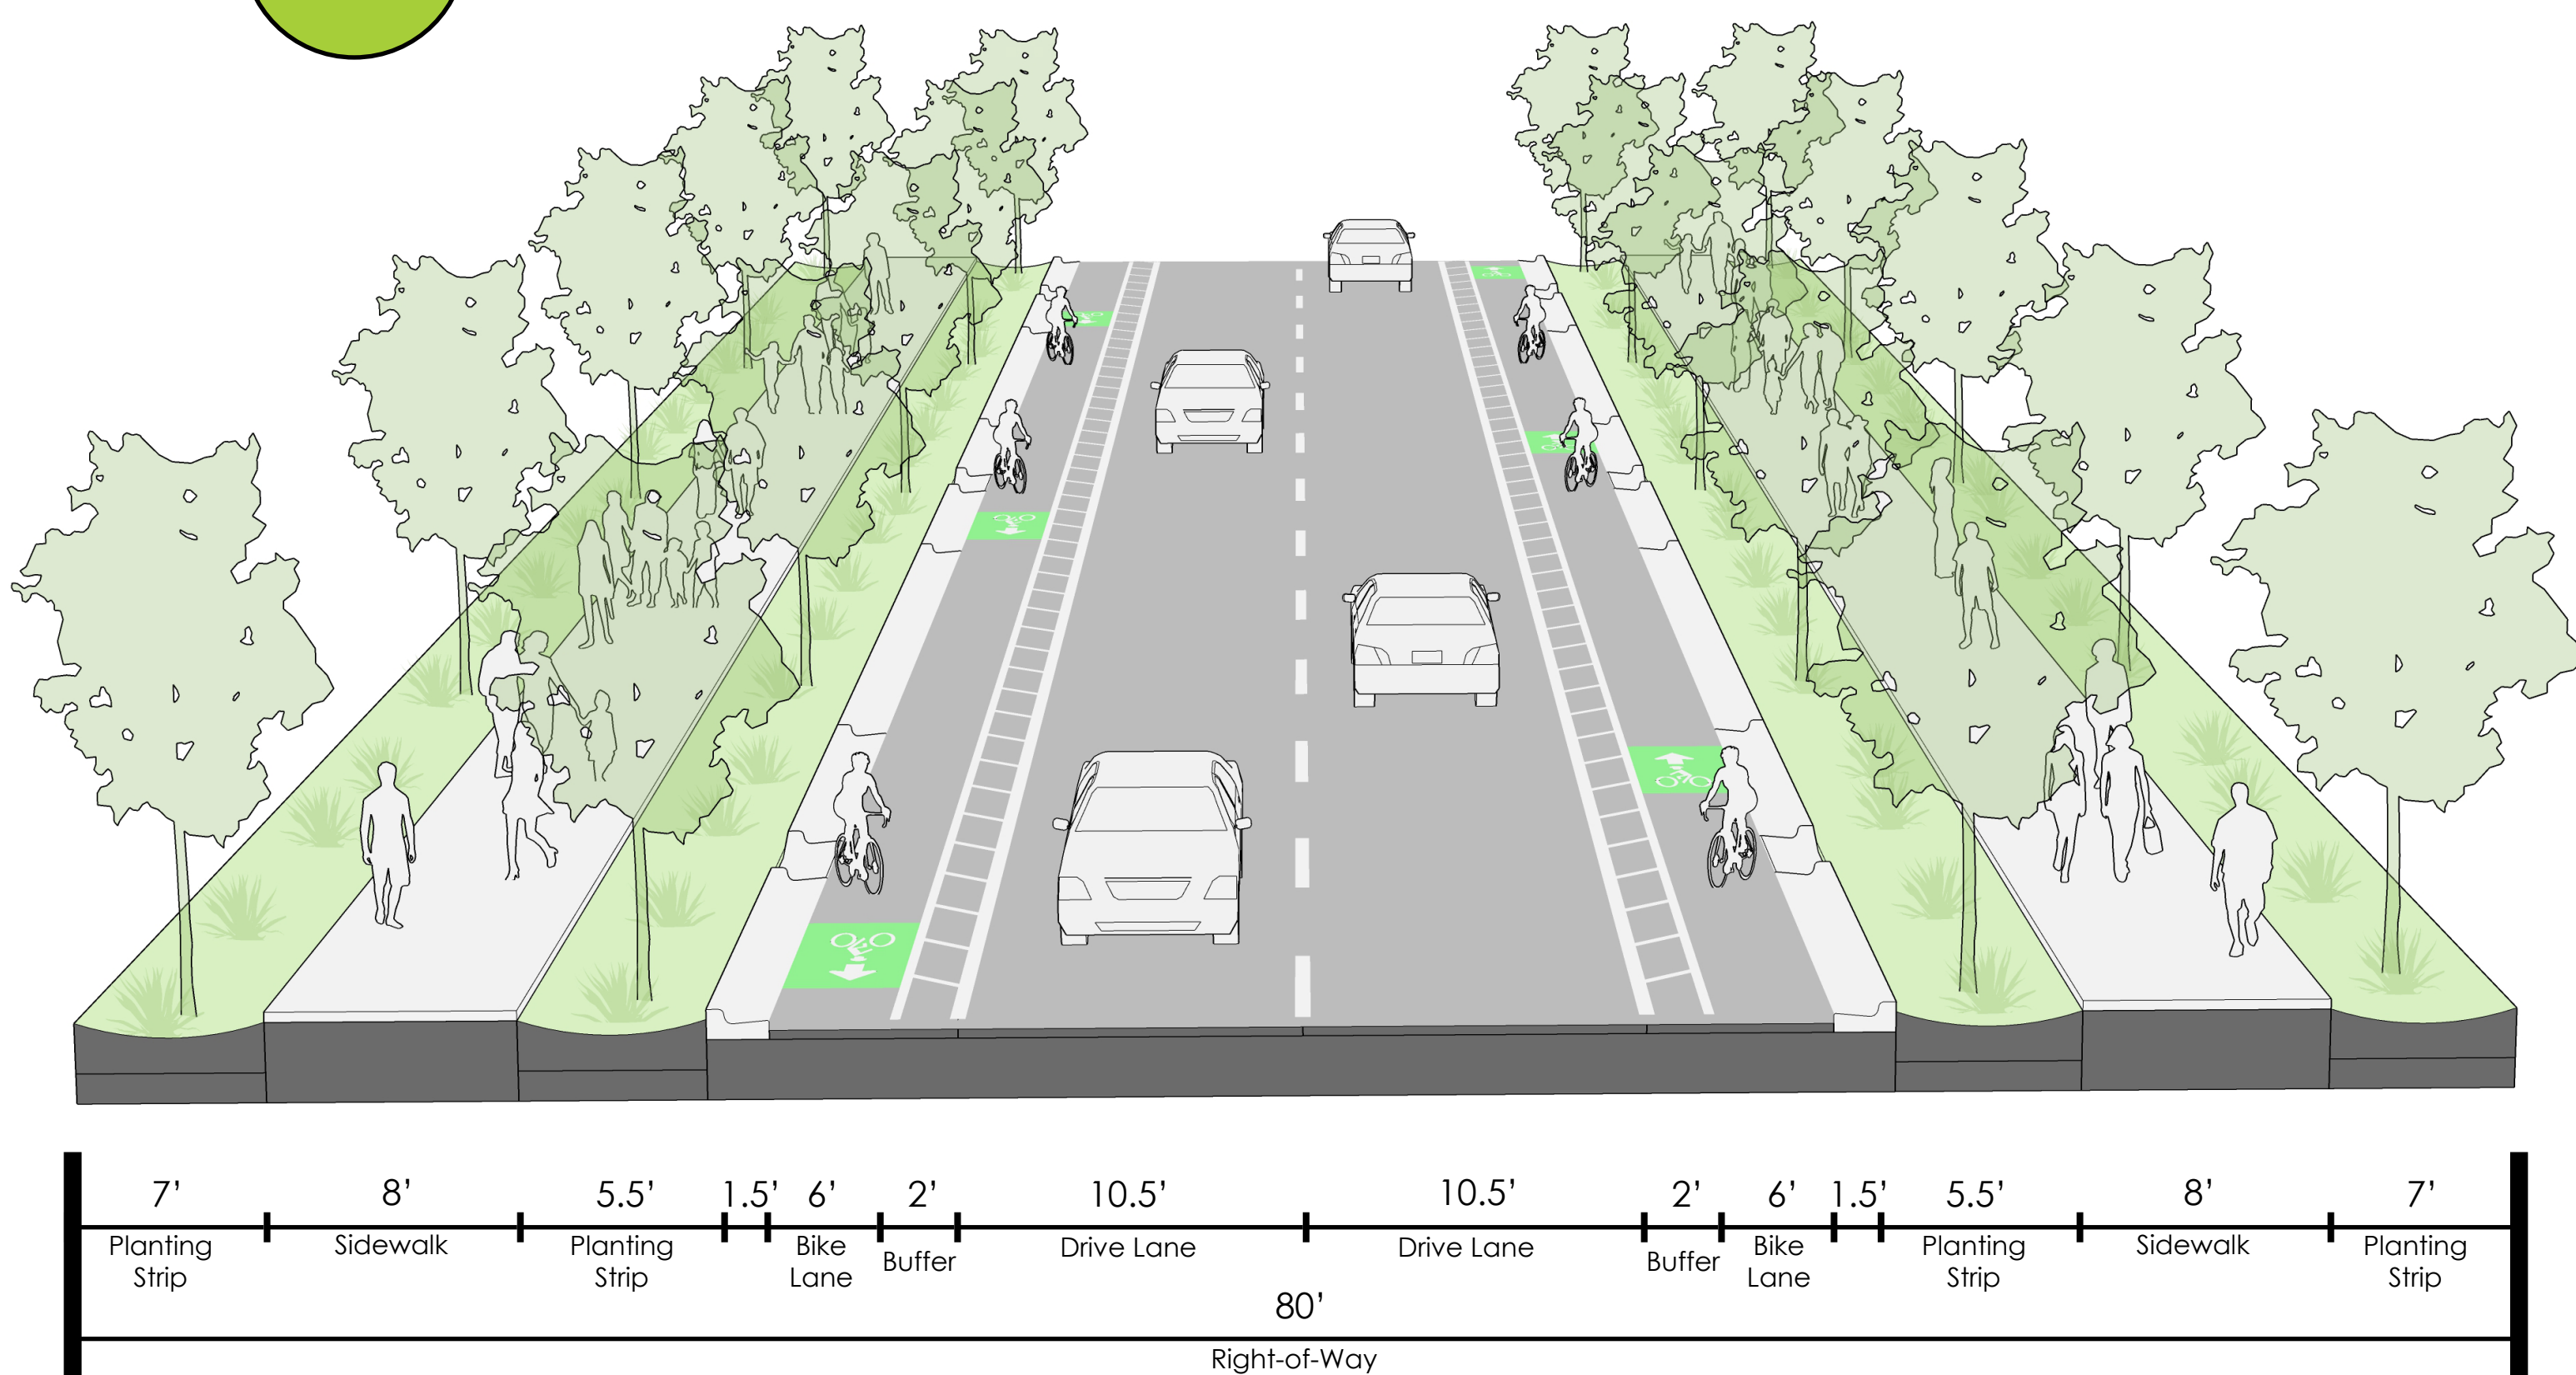 7’ 8’ 5.5’ 1.5’ 6’ 2’ 10.5’ 10.5’ 2’ 6’ 1.5’ 5.5’ 8’ 7’
Planting Strip
Sidewalk
Planting Strip
Bike Lane
Buffer
Drive Lane
Drive Lane
Buffer
Bike Lane
Planting Strip
Sidewalk
Planting Strip
80’
Right-of-Way